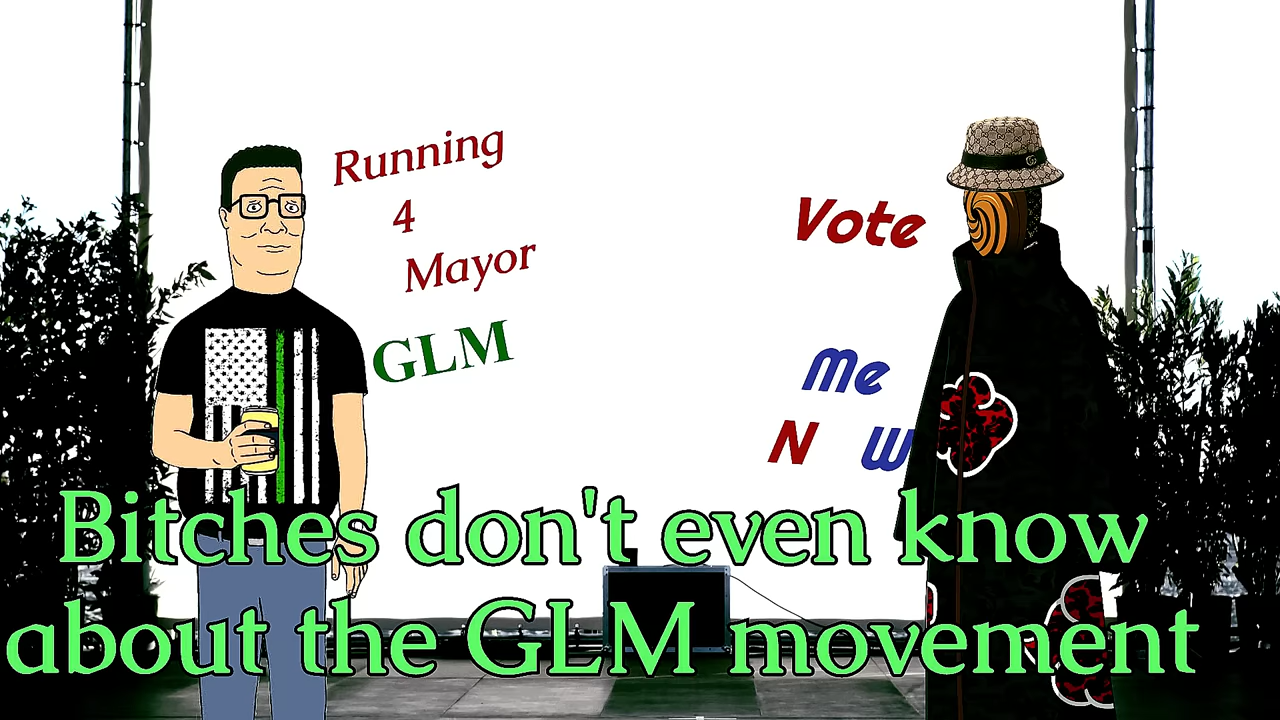 Running
4
Mayor
GLM
Vote
Me
N W
Bitches don't even know
about the GLM movement